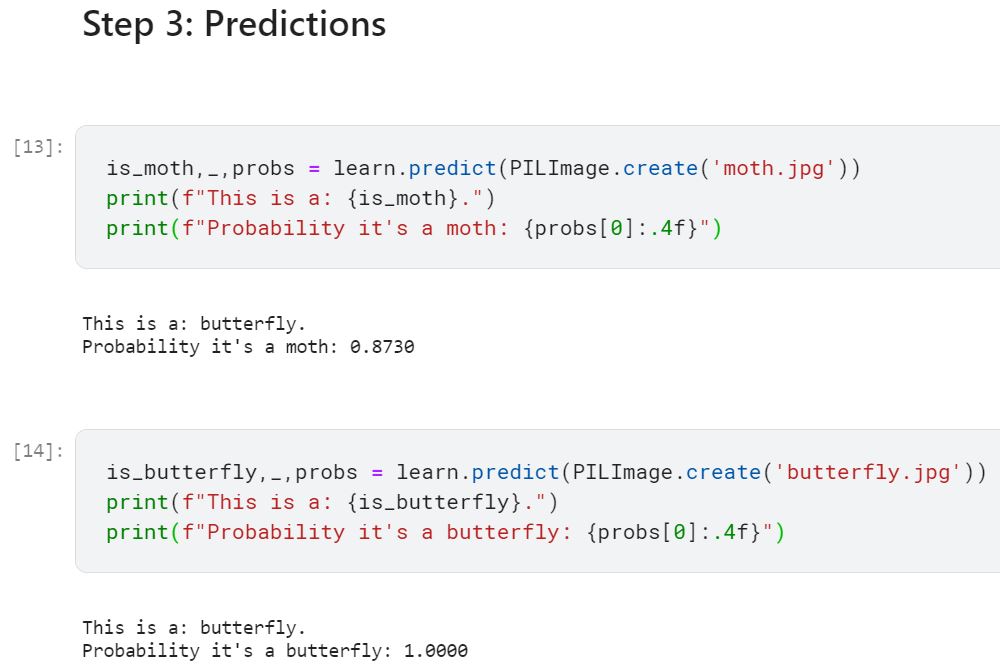 Step 3: Predictions
[13]:
is_moth,_,probs = learn.predict(PILImage.create('moth.jpg'))
print(f"This is a: {is_moth}.")
print(f"Probability it's a moth: {probs[0]:.4f}")
This is a: butterfly.
Probability it's a moth: 0.8730
[14]:
is_butterfly,_,probs = learn.predict(PILImage.create('butterfly.jpg'))
print(f"This is a: {is_butterfly}.")
print(f"Probability it's a butterfly: {probs[0]:.4f}")
This is a: butterfly.
Probability it's a butterfly: 1.0000